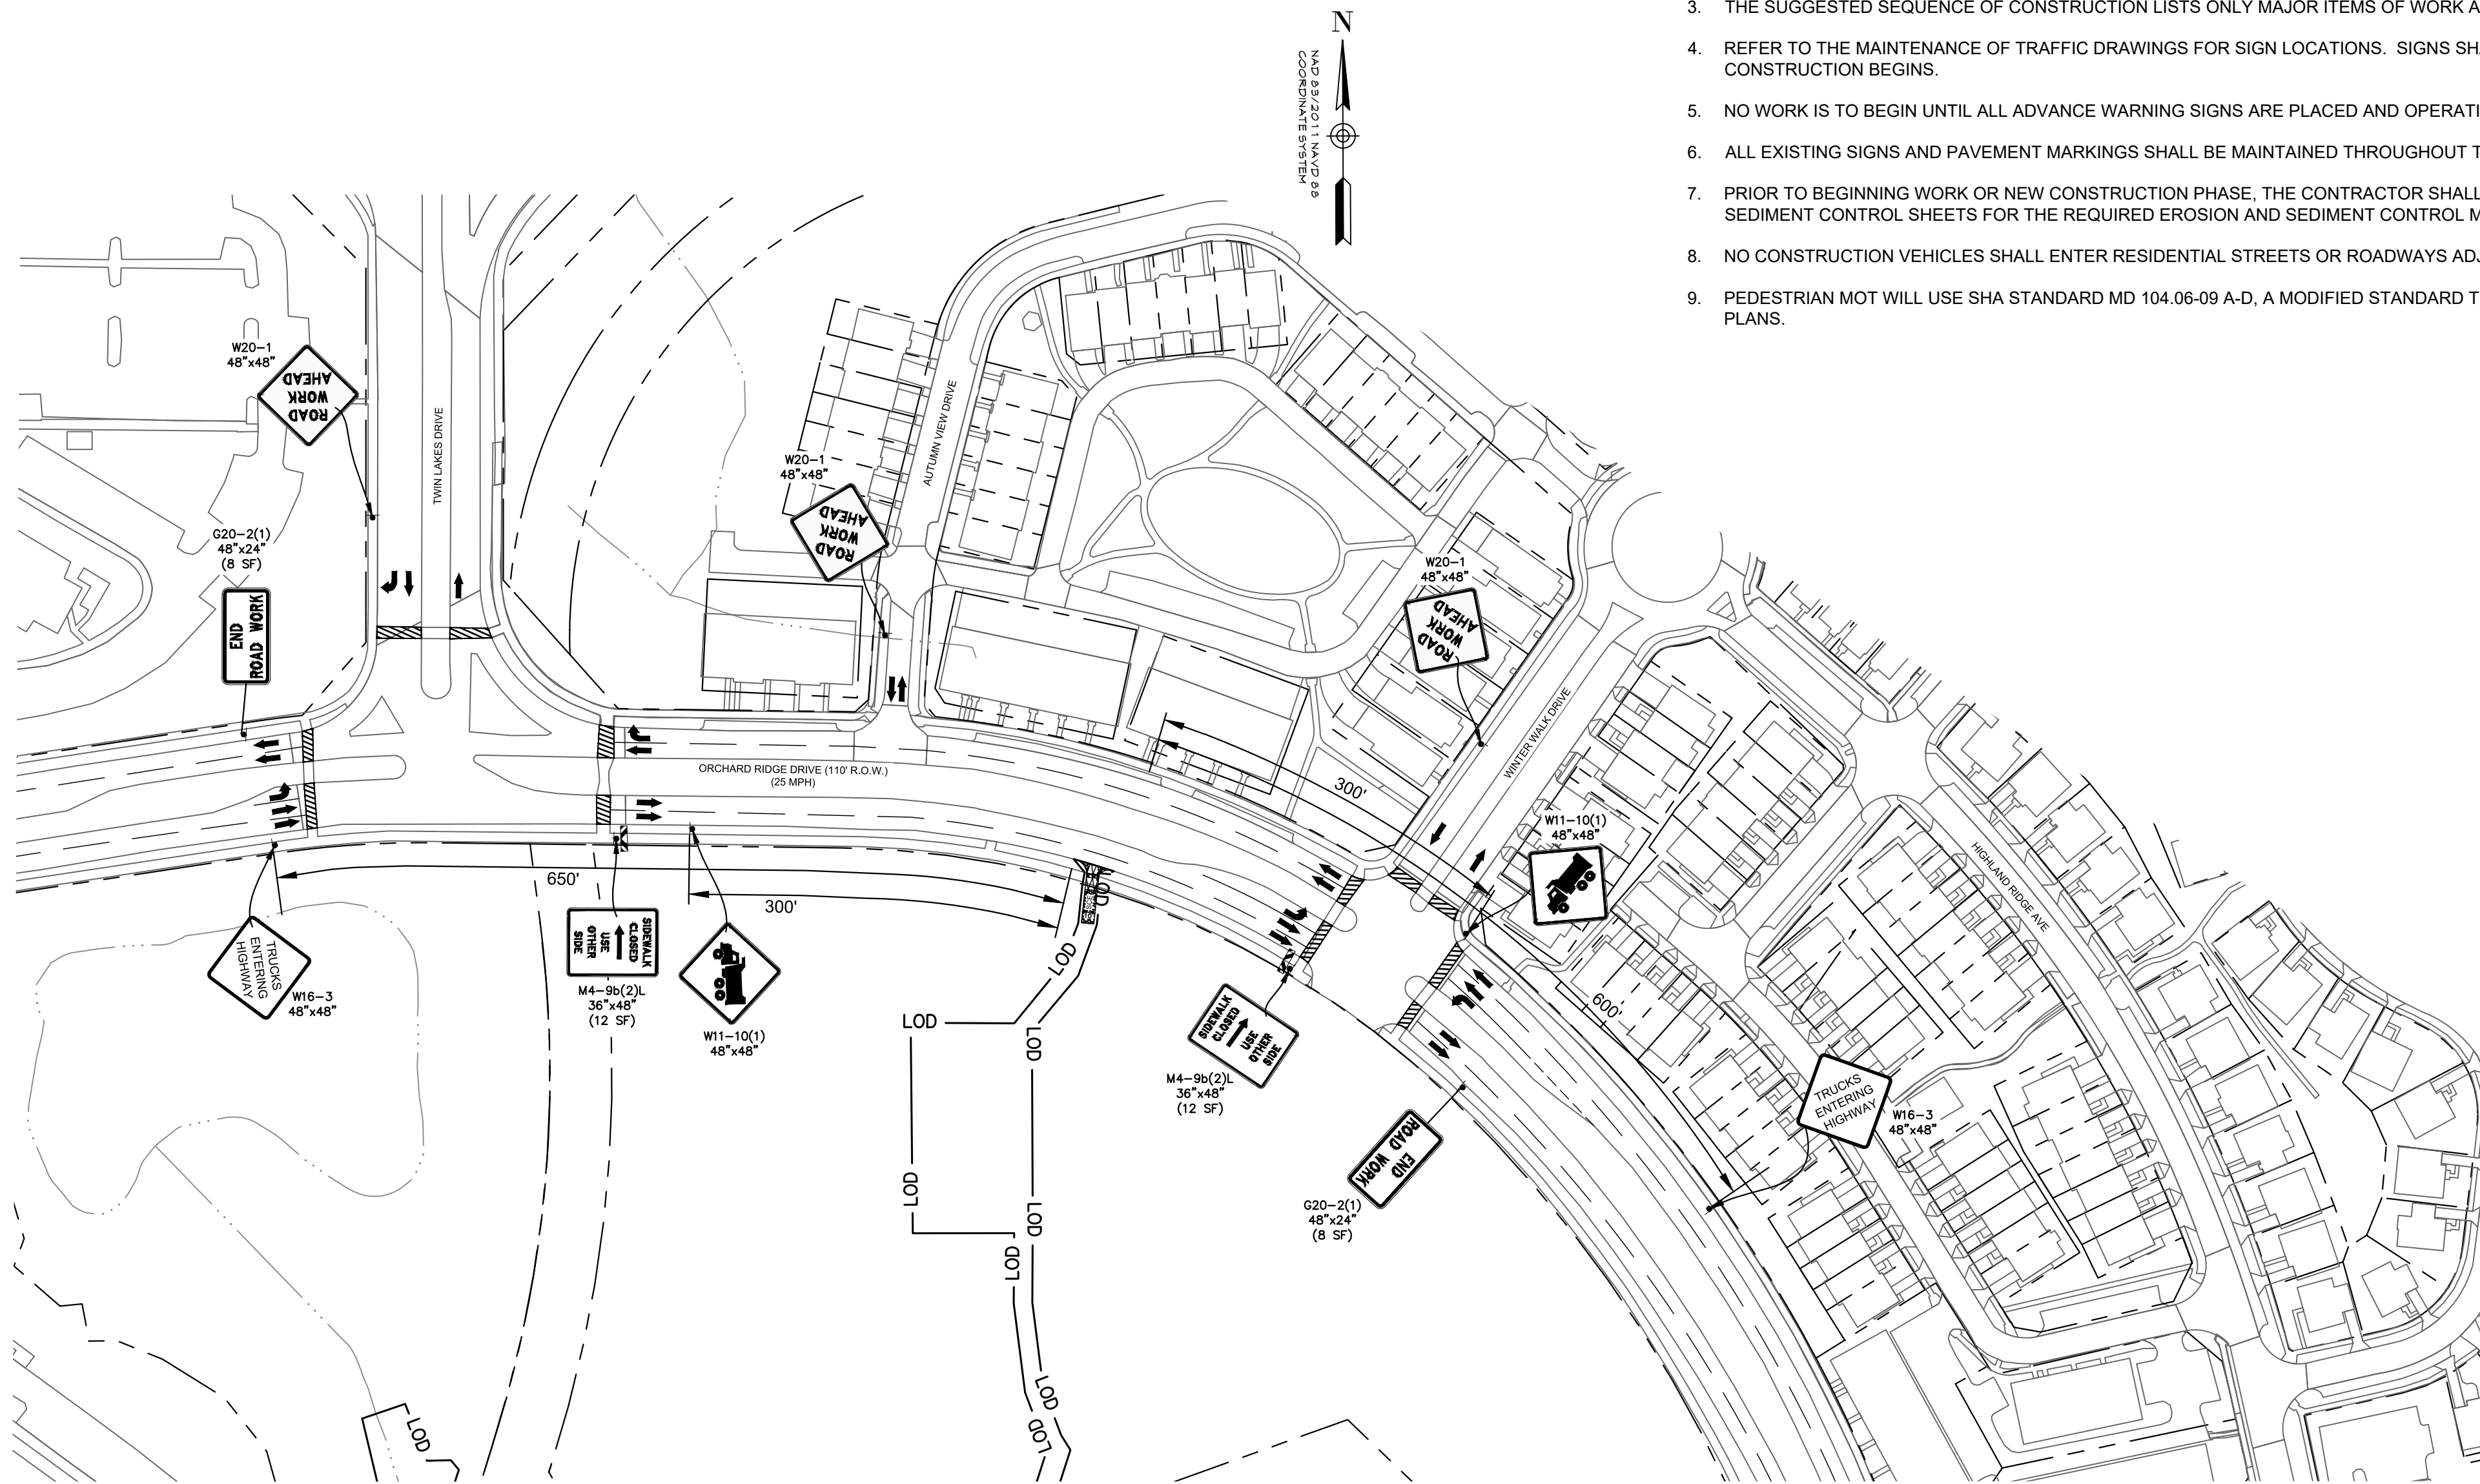 3. THE SUGGESTED SEQUENCE OF CONSTRUCTION LISTS ONLY MAJOR ITEMS OF WORK A
4. REFER TO THE MAINTENANCE OF TRAFFIC DRAWINGS FOR SIGN LOCATIONS. SIGNS SHA
CONSTRUCTION BEGINS.
5. NO WORK IS TO BEGIN UNTIL ALL ADVANCE WARNING SIGNS ARE PLACED AND OPERATI
6. ALL EXISTING SIGNS AND PAVEMENT MARKINGS SHALL BE MAINTAINED THROUGHOUT T
7. PRIOR TO BEGINNING WORK OR NEW CONSTRUCTION PHASE, THE CONTRACTOR SHALL
SEDIMENT CONTROL SHEETS FOR THE REQUIRED EROSION AND SEDIMENT CONTROL M
8. NO CONSTRUCTION VEHICLES SHALL ENTER RESIDENTIAL STREETS OR ROADWAYS ADJ
9. PEDESTRIAN MOT WILL USE SHA STANDARD MD 104.06-09 A-D, A MODIFIED STANDARD T
PLANS.
N
NAD 83/2011 NAVD 88
COORDINATE SYSTEM
W20-1
48"x48"
ROAD
WORK
AHEAD
TWIN LAKES DRIVE
G20-2(1)
48"x24"
(8 SF)
END
ROAD WORK
W20-1
48"x48"
ROAD
WORK
AHEAD
AUTUMN VIEW DRIVE
W20-1
48"x48"
ROAD
WORK
AHEAD
WINTER WALK DRIVE
ORCHARD RIDGE DRIVE (110' R.O.W.)
(25 MPH)
300'
W11-10(1)
48"x48"
HIGHLAND RIDGE AVE
650'
300'
LOD
LOD
TRUCKS
ENTERING
HIGHWAY
W16-3
48"x48"
SIDEWALK
CLOSED
USE
OTHER
SIDE
M4-9b(2)L
36"x48"
(12 SF)
W11-10(1)
48"x48"
LOD
LOD
LOD
LOD
LOD
LOD
LOD
LOD
SIDEWALK
CLOSED
USE
OTHER
SIDE
M4-9b(2)L
36"x48"
(12 SF)
600'
TRUCKS
ENTERING
HIGHWAY
W16-3
48"x48"
END
ROAD WORK
G20-2(1)
48"x24"
(8 SF)